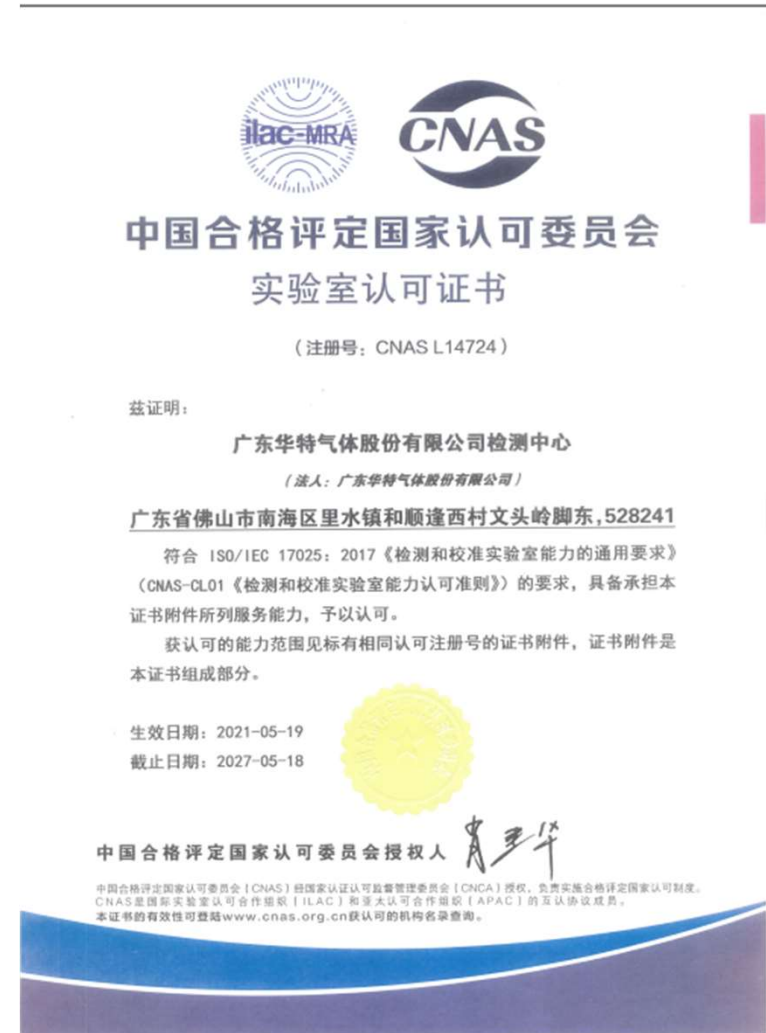 ilac-MRA
CNAS
中国合格评定国家认可委员会
实验室认可证书
（注册号：CNAS L14724）
兹证明：
广东华特气体股份有限公司检测中心
（法人：广东华特气体股份有限公司）
广东省佛山市南海区里水镇和顺逢西村文头岭脚东,528241
符合 ISO/IEC 17025：2017《检测和校准实验室能力的通用要求》
（CNAS-CL01《检测和校准实验室能力认可准则》）的要求，具备承担本
证书附件所列服务能力，予以认可。
获认可的能力范围见标有相同认可注册号的证书附件，证书附件是
本证书组成部分。
生效日期：2021-05-19
截止日期：2027-05-18
中国合格评定国家认可委员会授权人
中国合格评定国家认可委员会（CNAS）经国家认证认可监督管理委员会（CNCA）授权，负责实施合格评定国家认可制度。
CNAS是国际实验室认可合作组织（ILAC）和亚太认可合作组织（APAC）的互认协议成员。
本证书的有效性可登陆www.cnas.org.cn获认可的机构名录查询。